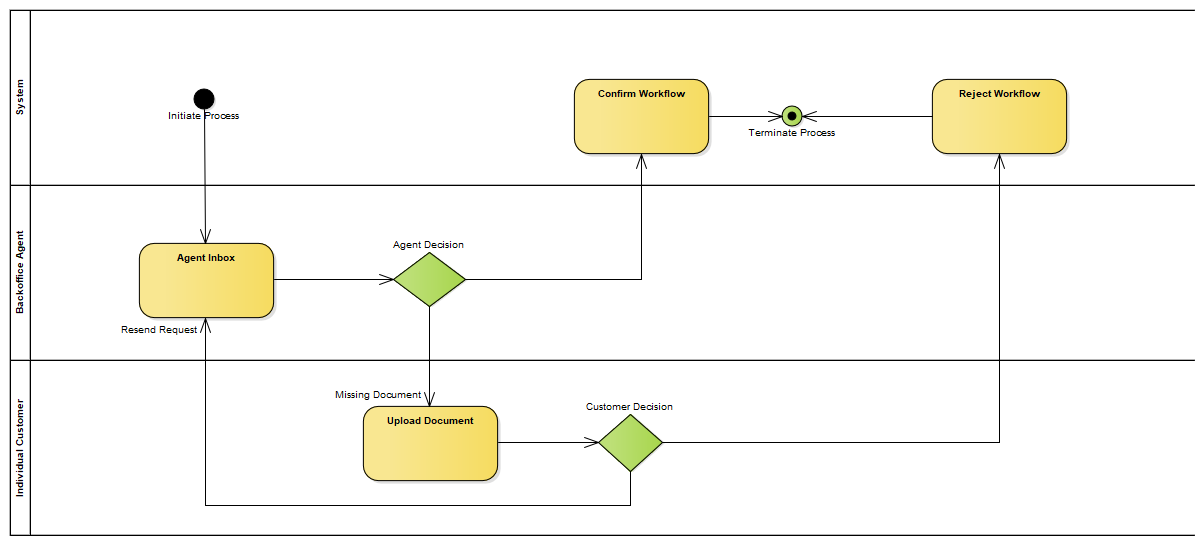 System
Initiate Process
Confirm Workflow
Terminate Process
Reject Workflow
Backoffice Agent
Agent Inbox
Agent Decision
Resend Request
Individual Customer
Missing Document
Upload Document
Customer Decision